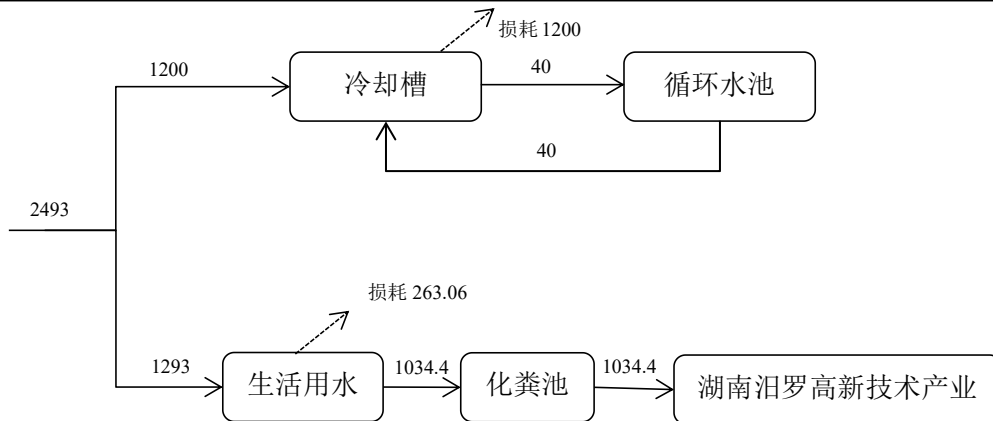 损耗 1200
1200
冷却槽
40
循环水池
40
2493
损耗 263.06
1293
生活用水
1034.4
化粪池
1034.4
湖南汨罗高新技术产业